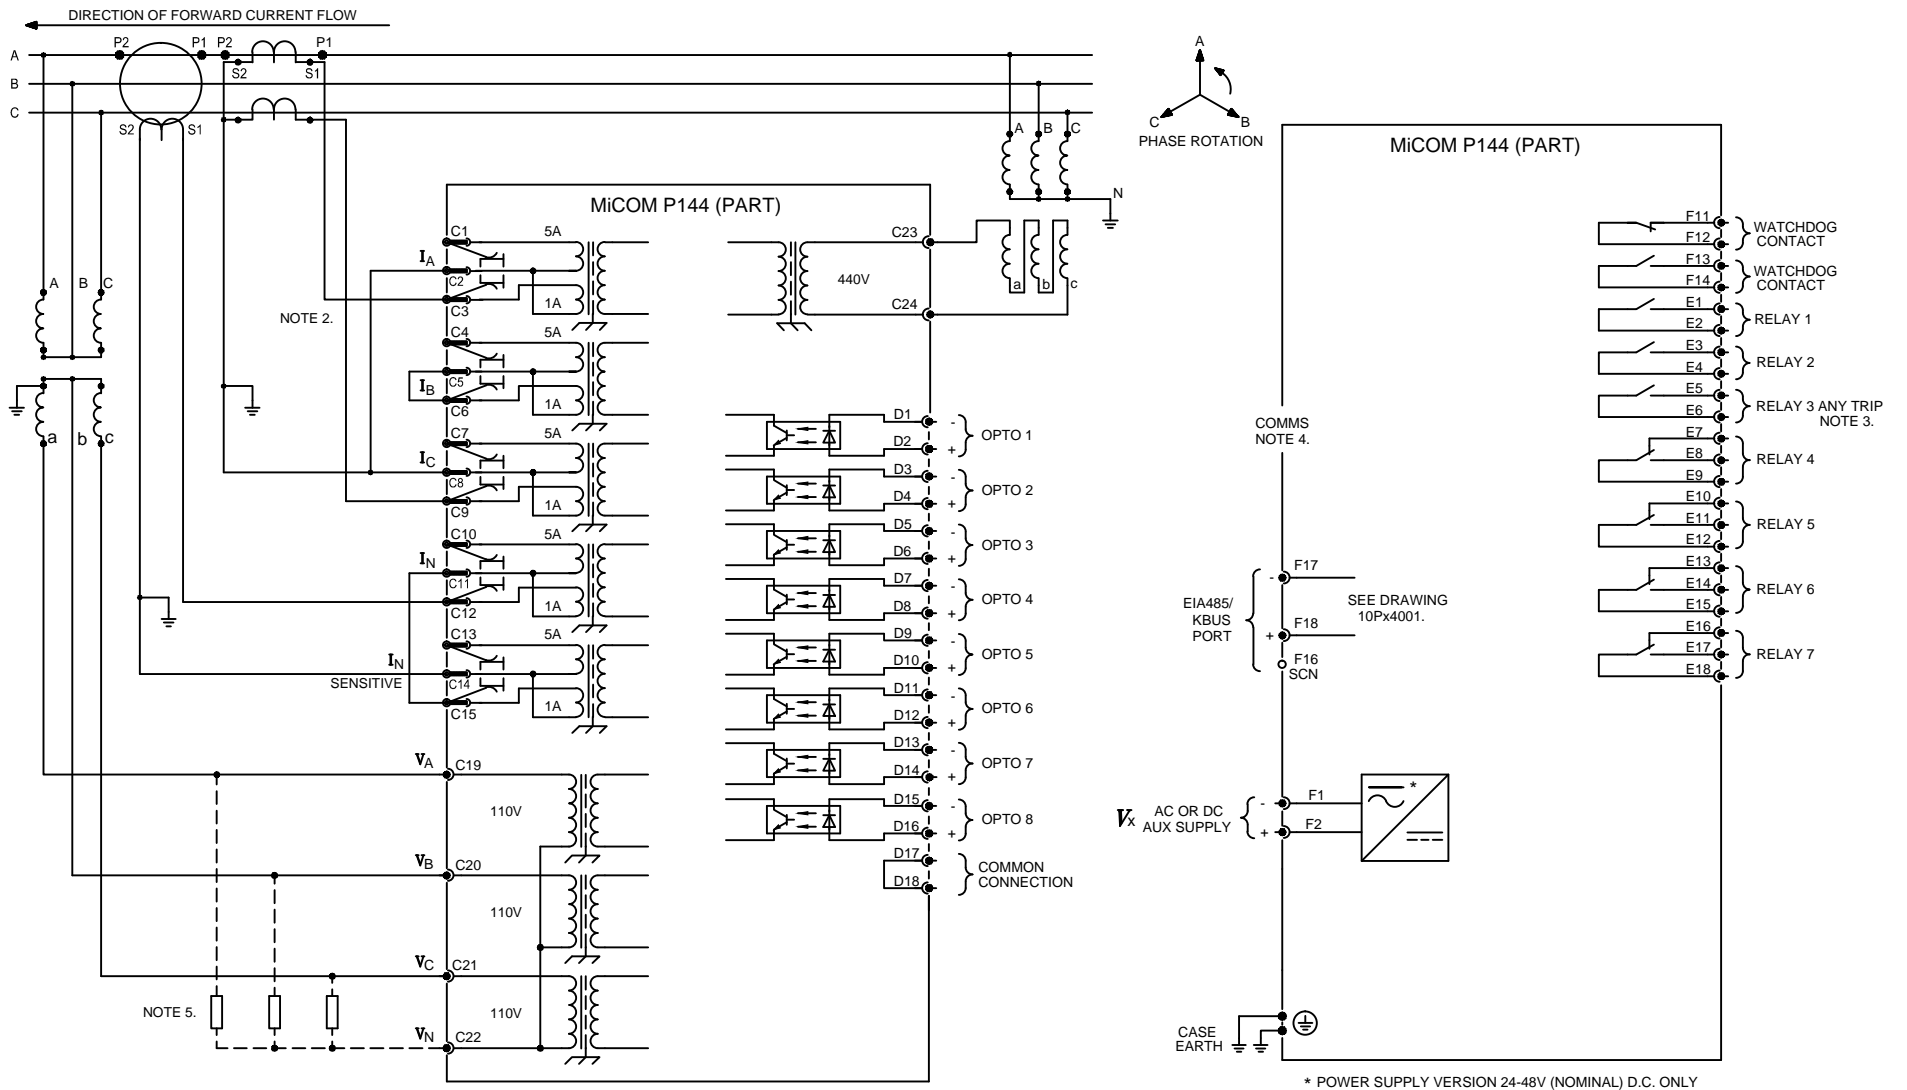 DIRECTION OF FORWARD CURRENT FLOW
A
B
C
P2
P1
P2
P1
S2
S1
S2
S1
A
B
C
a
b
c
NOTE 2.
NOTE 5.
MiCOM P144 (PART)
IA
C1
C2
C3
5A
1A
IB
C4
C5
C6
5A
1A
IC
C7
C8
C9
5A
1A
IN
C10
C11
C12
5A
1A
IN
SENSITIVE
C13
C14
C15
5A
1A
VA
C19
110V
VB
C20
110V
VC
C21
110V
VN
C22
440V
C23
C24
A
B
C
N
a
b
c
D1
-
D2
+
OPTO 1
D3
-
D4
+
OPTO 2
D5
-
D6
+
OPTO 3
D7
-
D8
+
OPTO 4
D9
-
D10
+
OPTO 5
D11
-
D12
+
OPTO 6
D13
-
D14
+
OPTO 7
D15
-
D16
+
OPTO 8
D17
D18
COMMON
CONNECTION
A
C
B
PHASE ROTATION
MiCOM P144 (PART)
F11
F12
WATCHDOG
CONTACT
F13
F14
WATCHDOG
CONTACT
E1
E2
RELAY 1
E3
E4
RELAY 2
E5
E6
RELAY 3 ANY TRIP
NOTE 3.
E7
E8
E9
RELAY 4
E10
E11
E12
RELAY 5
E13
E14
E15
RELAY 6
E16
E17
E18
RELAY 7
COMMS
NOTE 4.
EIA485/
KBUS
PORT
-
F17
+
F18
F16
SCN
SEE DRAWING
10Px4001.
Vx
AC OR DC
AUX SUPPLY
-
F1
+
F2
*
CASE
EARTH
* POWER SUPPLY VERSION 24-48V (NOMINAL) D.C. ONLY